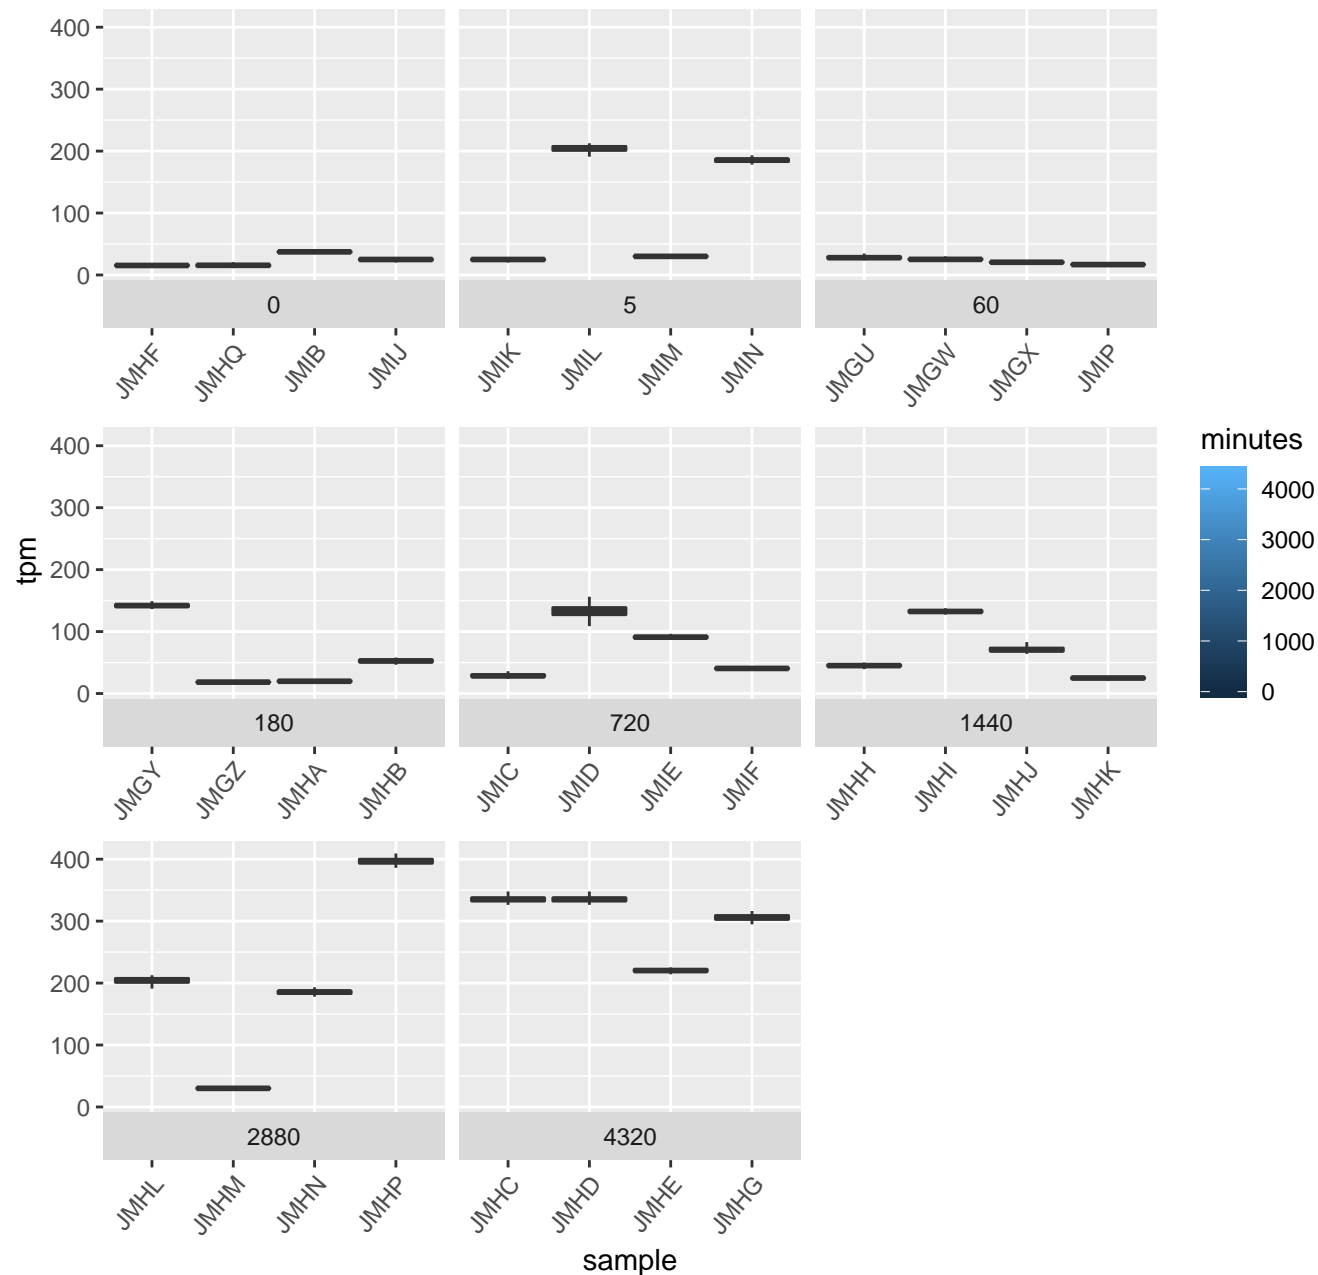 400
300
200
100
0
0
5
60
JMHF
JMHQ
JMIB
JMIJ
JMIK
JMIL
JMIM
JMIN
JMGU
JMGW
JMGX
JMIP
tpm
400
300
200
100
0
180
720
1440
JMGY
JMGZ
JMHA
JMHB
JMIC
JMID
JMIE
JMIF
JMHH
JMHI
JMHJ
JMHK
minutes
4000
3000
2000
1000
0
400
300
200
100
0
2880
4320
JMHL
JMHM
JMHN
JMHP
JMHC
JMHD
JMHE
JMHG
sample